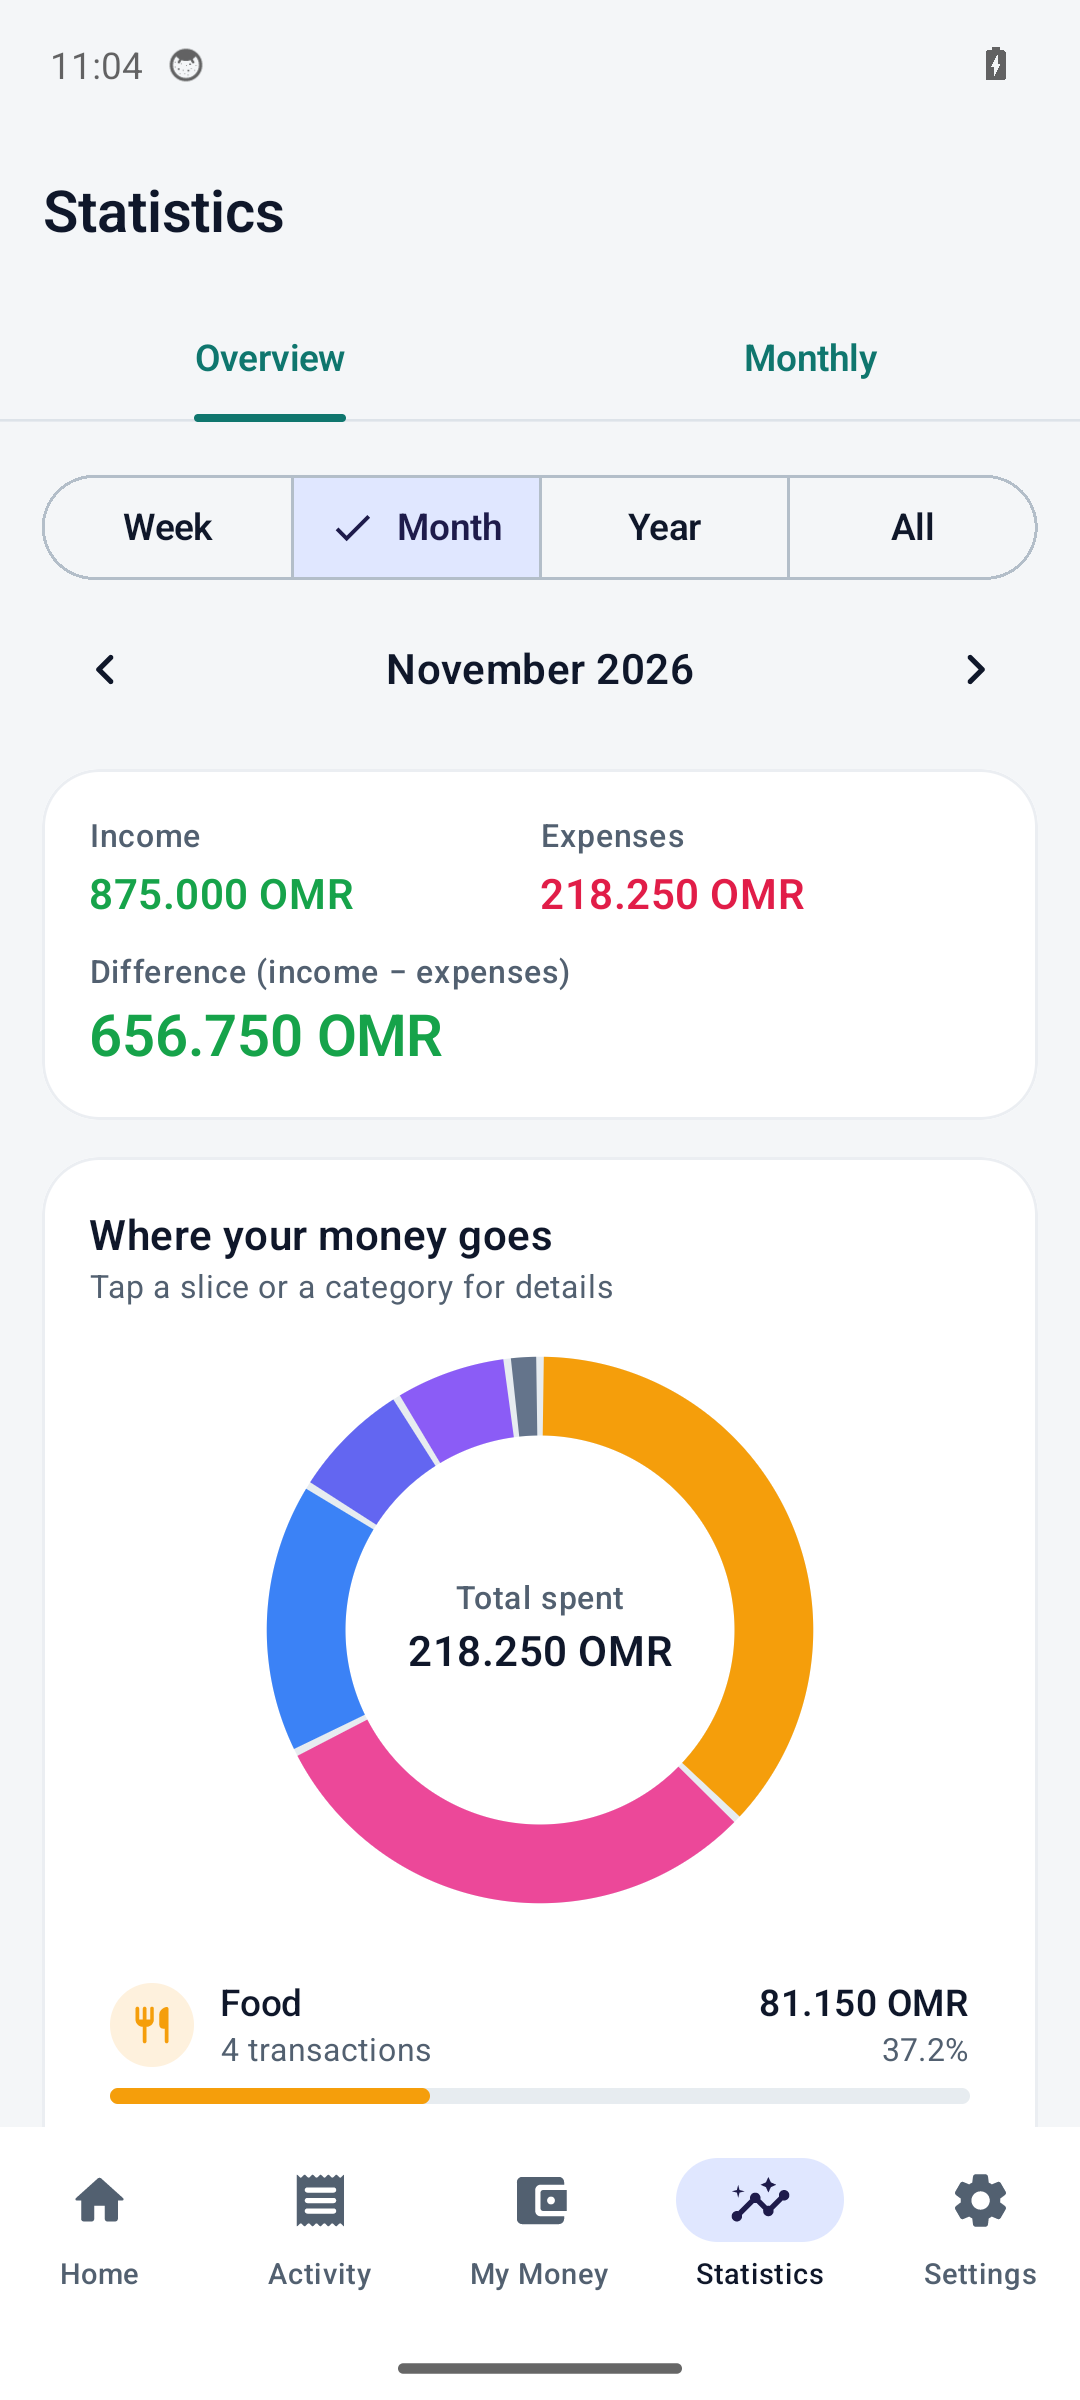 11:04
Statistics
Overview
Monthly
Week
Month
Year
All
November 2026
Income
Expenses
875.000 OMR
218.250 OMR
Difference (income − expenses)
656.750 OMR
Where your money goes
Tap a slice or a category for details
Total spent
218.250 OMR
Food
81.150 OMR
4 transactions
37.2%
Home
Activity
My Money
Statistics
Settings